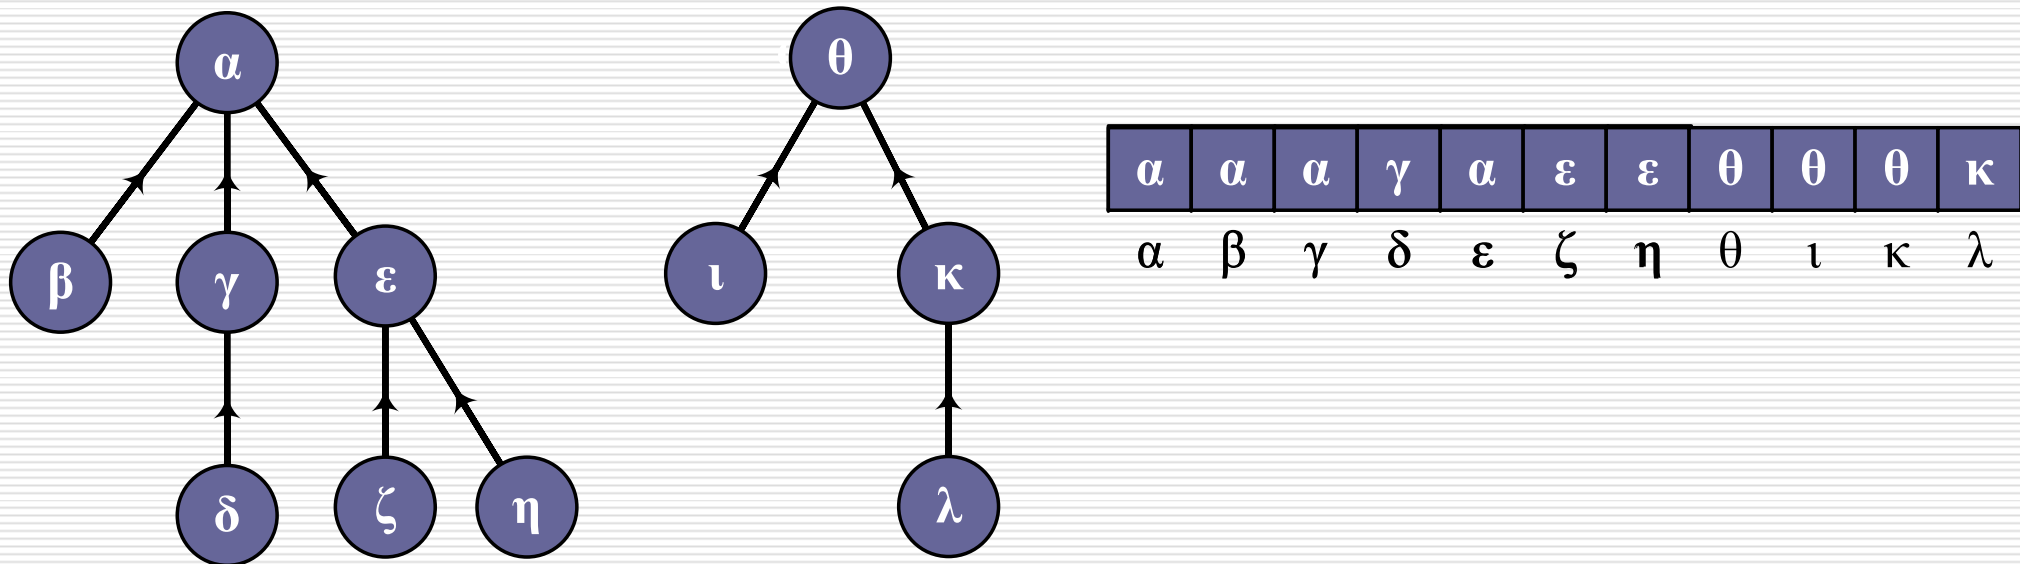 α
θ
β
γ
ε
ι
κ
δ
ζ
η
λ
α α α γ α ε ε θ θ θ κ
α β γ δ ε ζ η θ ι κ λ